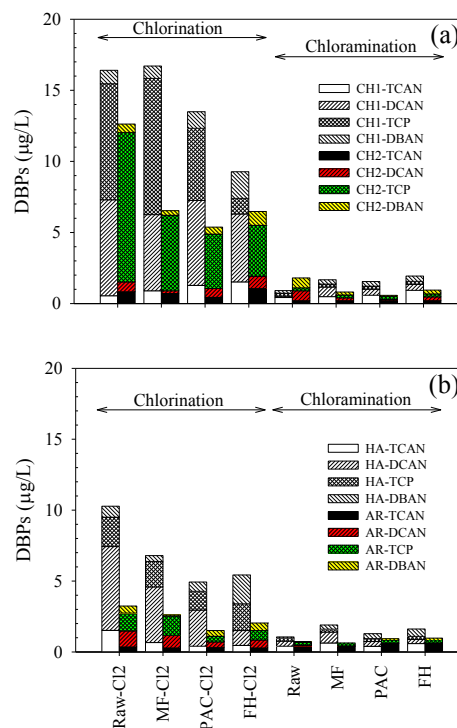 20
15
10
5
0
DBPs (µg/L)
Chlorination
Chloramination
(a)
CH1-TCAN
CH1-DCAN
CH1-TCP
CH1-DBAN
CH2-TCAN
CH2-DCAN
CH2-TCP
CH2-DBAN
20
15
10
5
0
DBPs (µg/L)
Chlorination
Chloramination
(b)
HA-TCAN
HA-DCAN
HA-TCP
HA-DBAN
AR-TCAN
AR-DCAN
AR-TCP
AR-DBAN
Raw-Cl2
MF-Cl2
PAC-Cl2
FH-Cl2
Raw
MF
PAC
FH